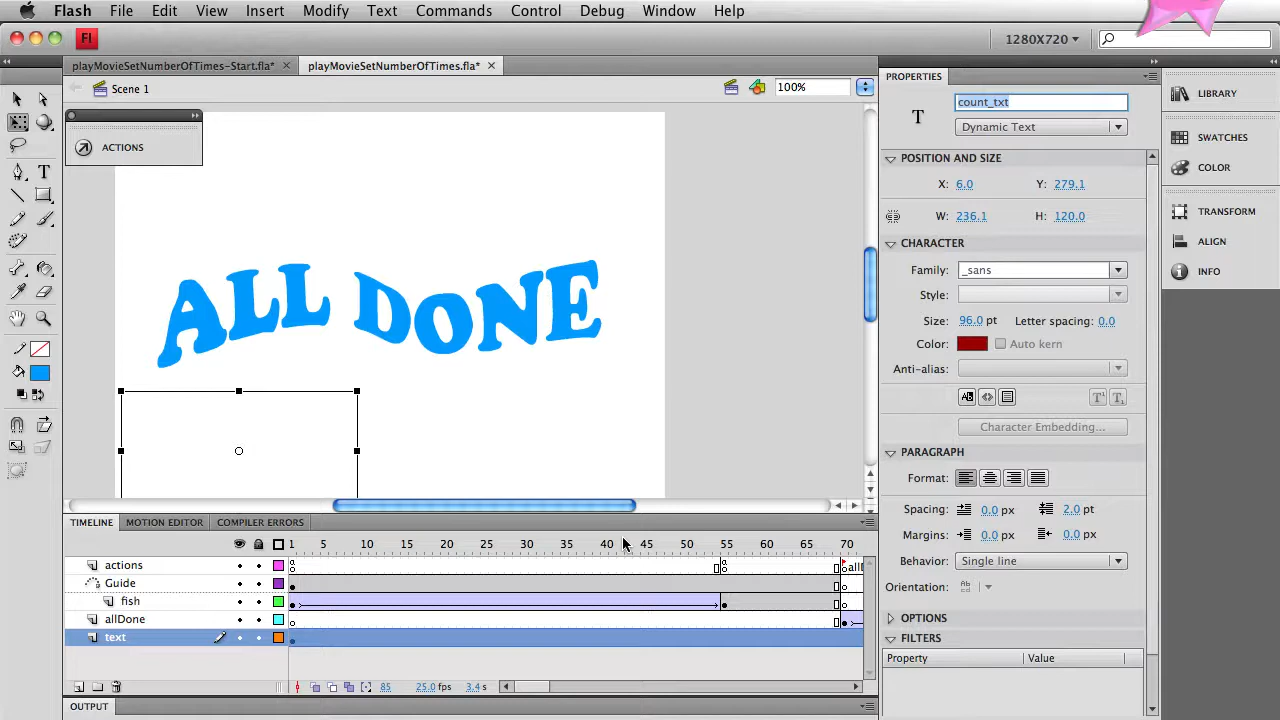 Flash File Edit View Insert Modify Text Commands Control Debug Window Help
1280X720
playMovieSetNumberOfTimes-Start.fla* playMovieSetNumberOfTimes.fla*
Scene 1
100%
ACTIONS
ALL DONE
PROPERTIES
T
count_txt
Dynamic Text
POSITION AND SIZE
X: 6.0 Y: 279.1
W: 236.1 H: 120.0
CHARACTER
Family: _sans
Style:
Size: 96.0 pt Letter spacing: 0.0
Color: Auto kern
Anti-alias:
Character Embedding...
PARAGRAPH
Format:
Spacing: 0.0 px 2.0 pt
Margins: 0.0 px 0.0 px
Behavior: Single line
Orientation:
OPTIONS
FILTERS
Property Value
LIBRARY
SWATCHES
COLOR
TRANSFORM
ALIGN
INFO
TIMELINE MOTION EDITOR COMPILER ERRORS
1 5 10 15 20 25 30 35 40 45 50 55 60 65 70
actions
Guide
fish
allDone
text
85 25.0 fps 3.4 s
OUTPUT